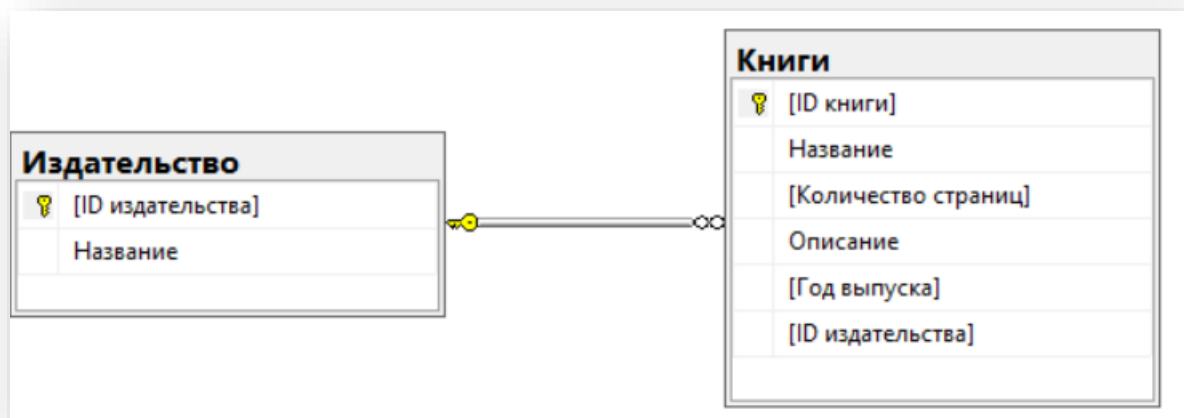 Издательство
[ID издательства]
Название
Книги
[ID книги]
Название
[Количество страниц]
Описание
[Год выпуска]
[ID издательства]